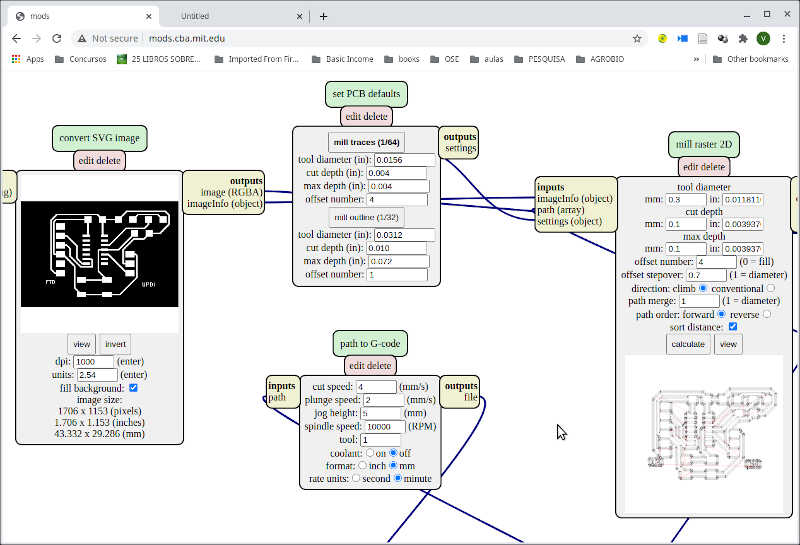 mods
Untitled
Not secure
mods.cba.mit.edu
V
Apps
Concursos
25 LIBROS SOBRE...
Imported From Fir...
Basic Income
books
OSE
aulas
PESQUISA
AGROBIO
»
Other bookmarks
convert SVG image
edit delete
outputs
image (RGBA)
imageInfo (object)
FTD
UPDI
view
invert
dpi: 1000 (enter)
units: 2.54 (enter)
fill background:
image size:
1706 x 1153 (pixels)
1.706 x 1.153 (inches)
43.332 x 29.286 (mm)
set PCB defaults
edit delete
mill traces (1/64)
tool diameter (in): 0.0156
cut depth (in): 0.004
max depth (in): 0.004
offset number: 4
mill outline (1/32)
tool diameter (in): 0.0312
cut depth (in): 0.010
max depth (in): 0.072
offset number: 1
outputs
settings
path to G-code
edit delete
inputs
path
cut speed: 4 (mm/s)
plunge speed: 2 (mm/s)
jog height: 5 (mm)
spindle speed: 10000 (RPM)
tool: 1
coolant: on off
format: inch mm
rate units: second minute
outputs
file
mill raster 2D
edit delete
inputs
imageInfo (object)
path (array)
settings (object)
tool diameter
mm: 0.3 in: 0.011811
cut depth
mm: 0.1 in: 0.003937
max depth
mm: 0.1 in: 0.003937
offset number: 4 (0 = fill)
offset stepover: 0.7 (1 = diameter)
direction: climb conventional
path merge: 1 (1 = diameter)
path order: forward reverse
sort distance:
calculate
view